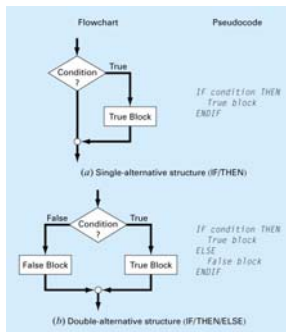 Flowchart
Pseudocode
Condition
?
True
True Block
IF condition THEN
True block
ENDIF
(a) Single-alternative structure (IF/THEN)
False
Condition
?
True
False Block
True Block
IF condition THEN
True block
ELSE
False block
ENDIF
(b) Double-alternative structure (IF/THEN/ELSE)